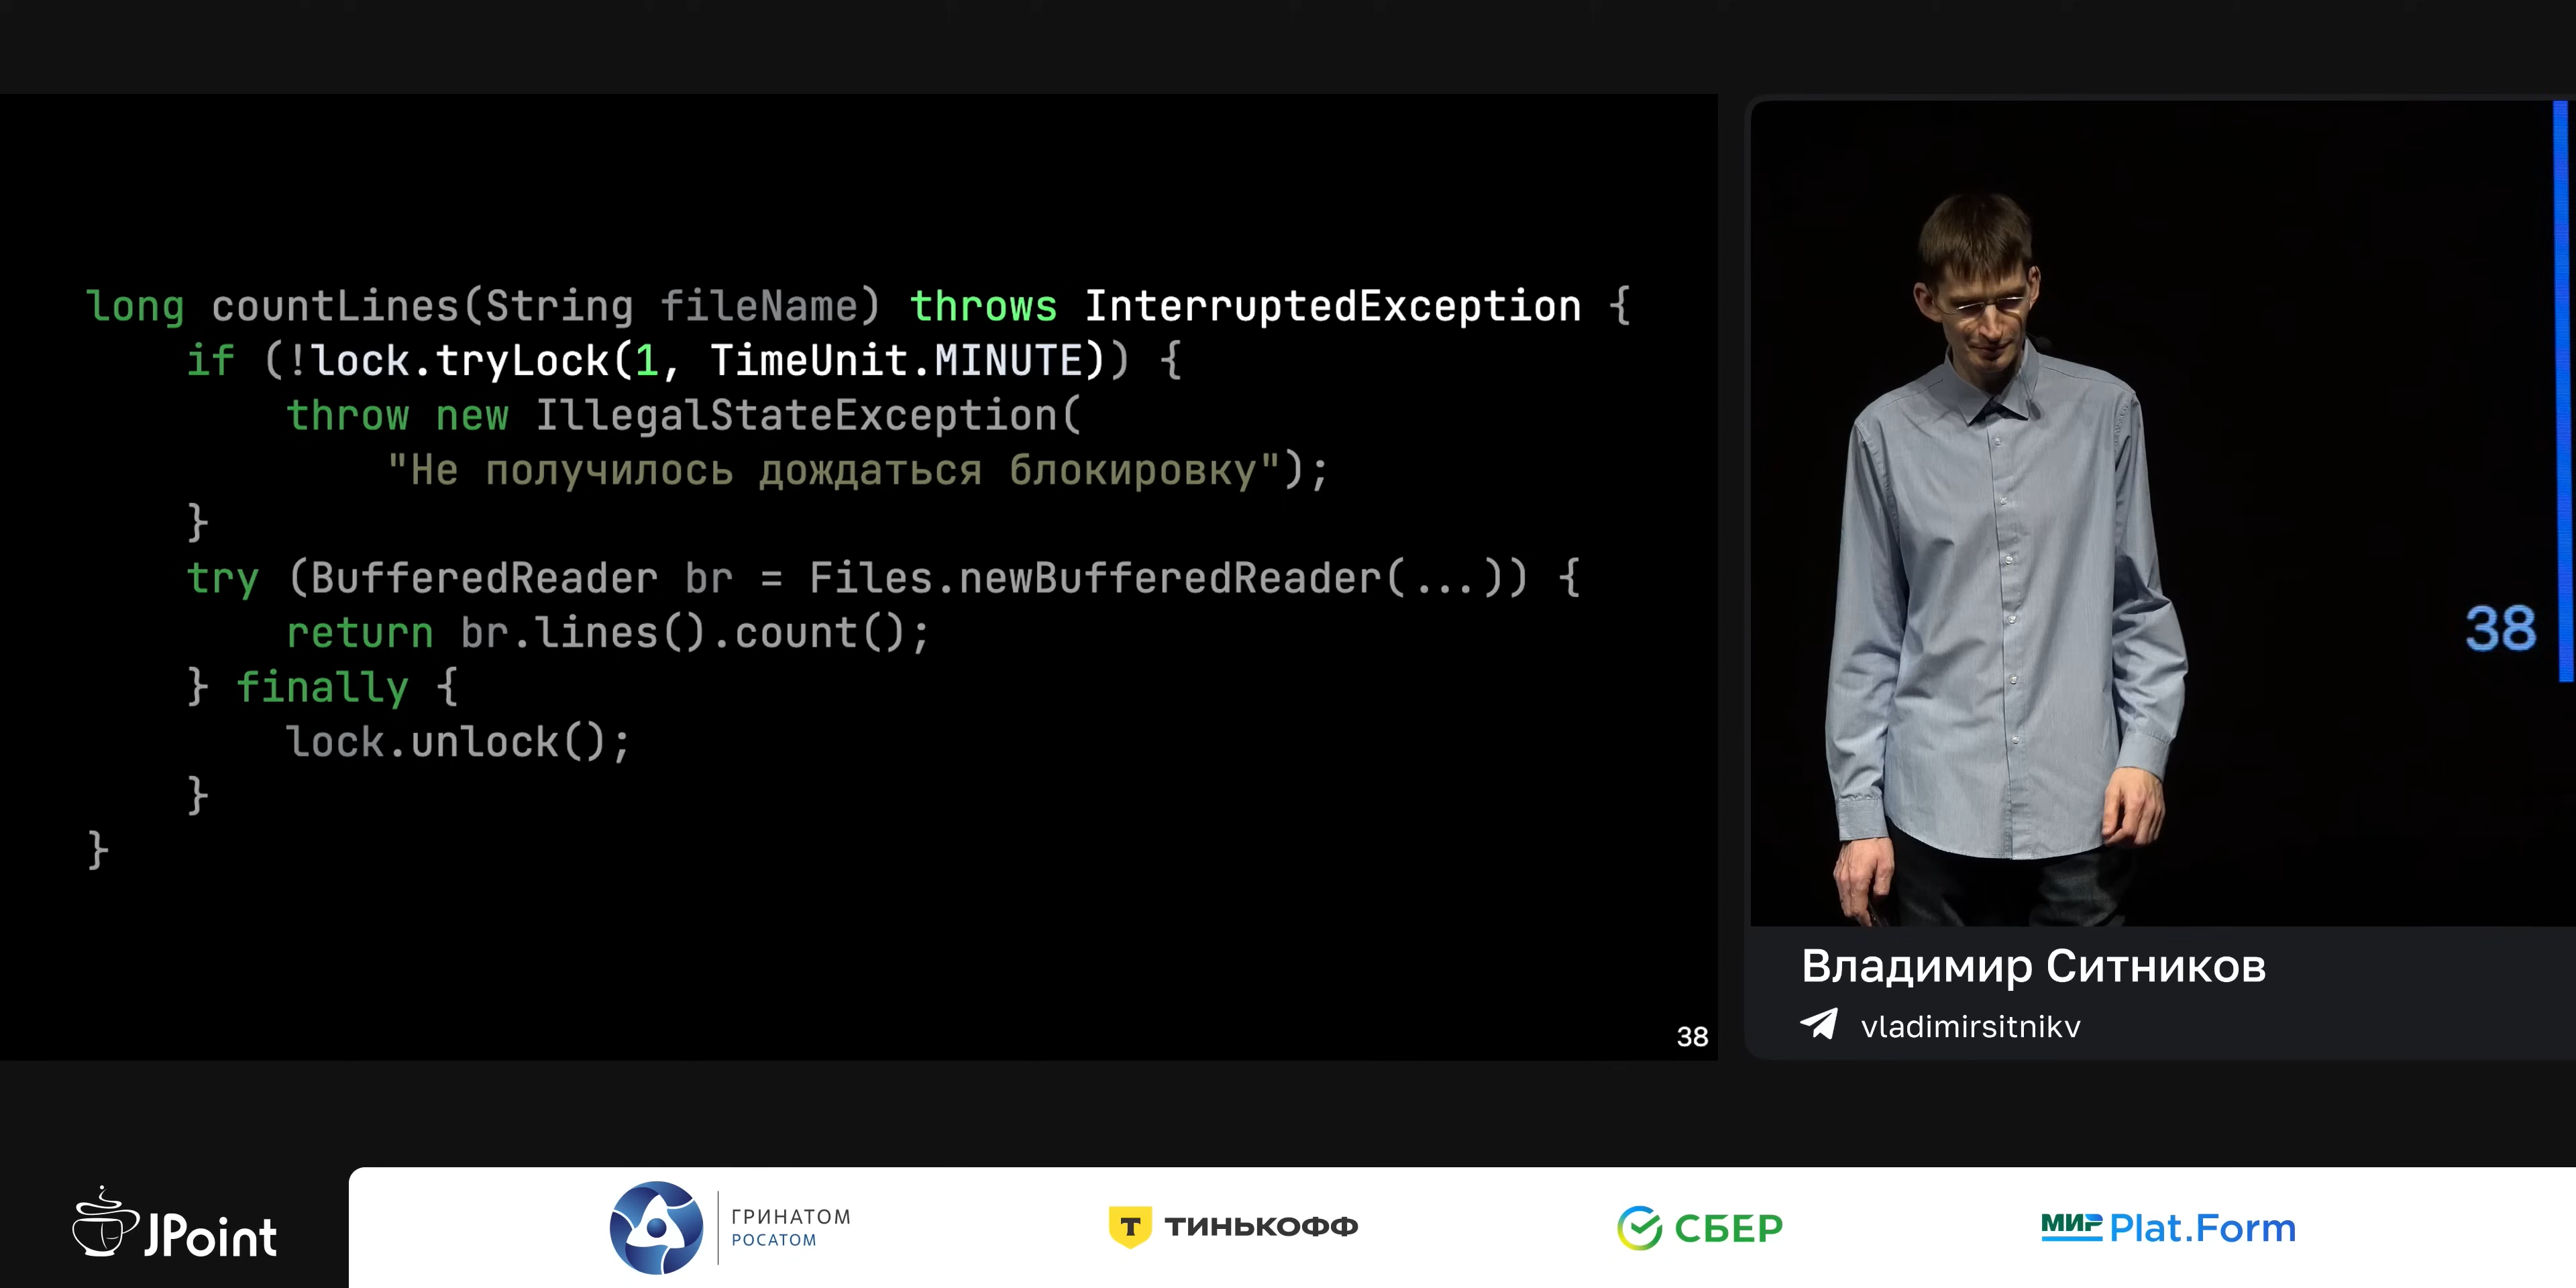 long countLines(String fileName) throws InterruptedException {
    if (!lock.tryLock(1, TimeUnit.MINUTE)) {
        throw new IllegalStateException(
            "Не получилось дождаться блокировку");
    }
    try (BufferedReader br = Files.newBufferedReader(...)) {
        return br.lines().count();
    } finally {
        lock.unlock();
    }
}
38
38
Владимир Ситников
vladimirsitnikv
JPoint
ГРИНАТОМ
РОСАТОМ
Т ТИНЬКОФФ
СБЕР
МИР Plat.Form